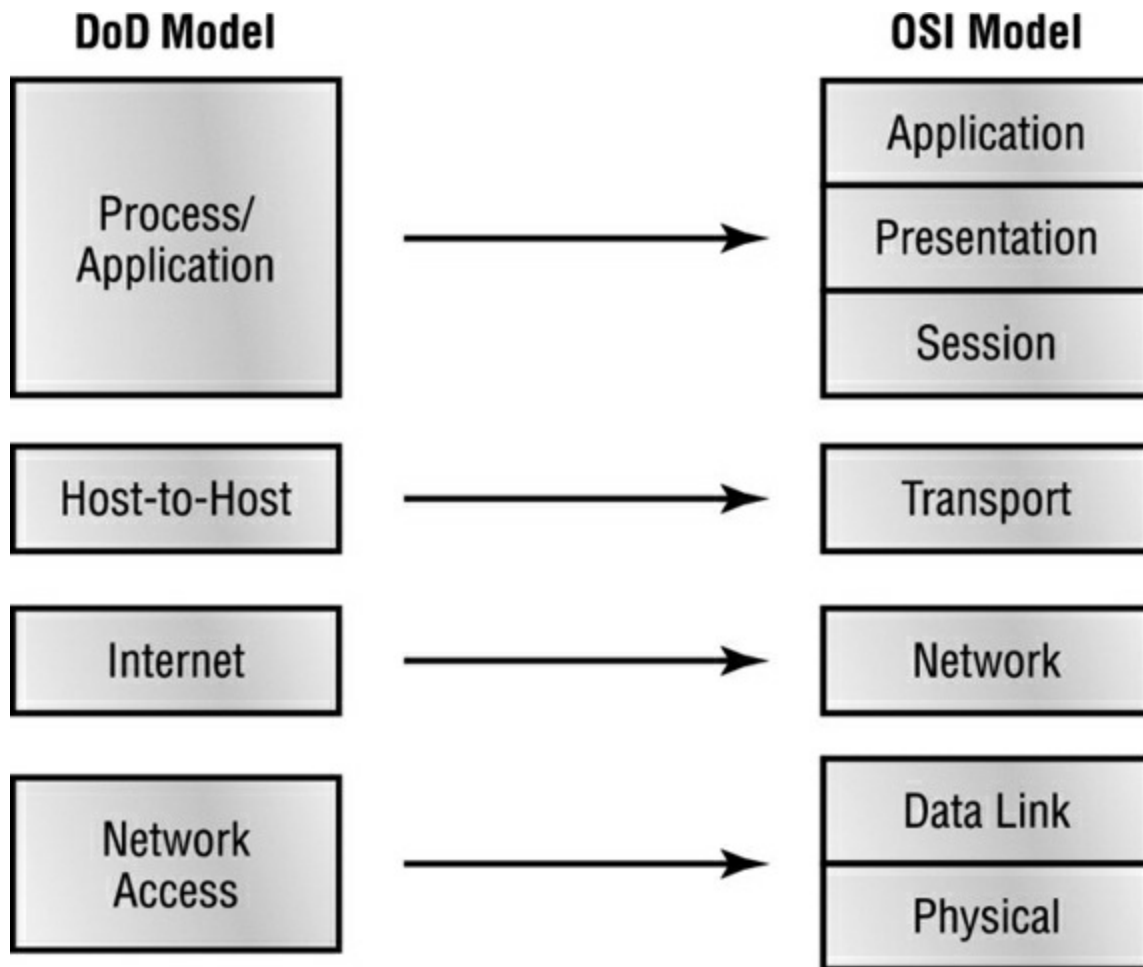 DoD Model
OSI Model
Process/
Application
Application
Presentation
Session
Host-to-Host
Transport
Internet
Network
Network
Access
Data Link
Physical